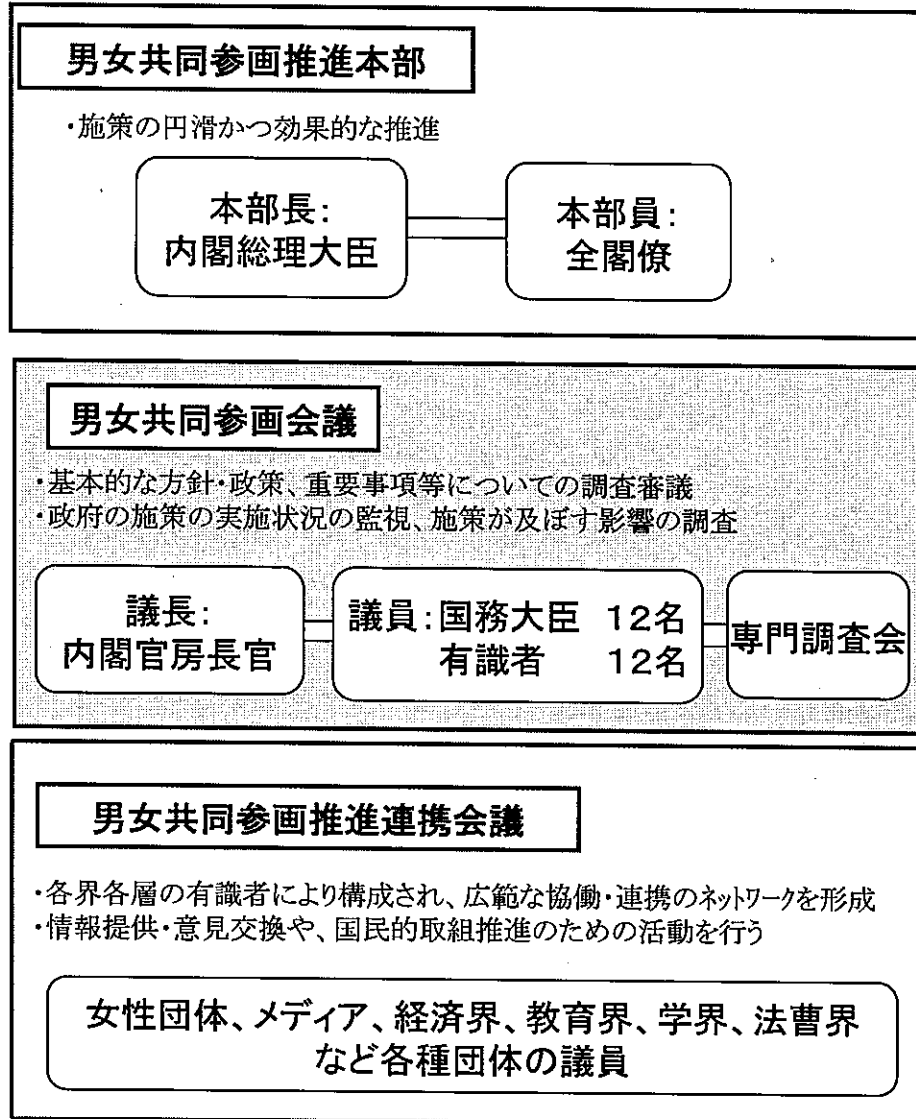 男女共同参画推進本部
・施策の円滑かつ効果的な推進
本部長:
内閣総理大臣
本部員:
全閣僚
男女共同参画会議
・基本的な方針・政策、重要事項等についての調査審議
・政府の施策の実施状況の監視、施策が及ぼす影響の調査
議長:
内閣官房長官
議員:国務大臣 12名
有識者 12名
専門調査会
男女共同参画推進連携会議
・各界各層の有識者により構成され、広範な協働・連携のネットワークを形成
・情報提供・意見交換や、国民的取組推進のための活動を行う
女性団体、メディア、経済界、教育界、学界、法曹界
など各種団体の議員